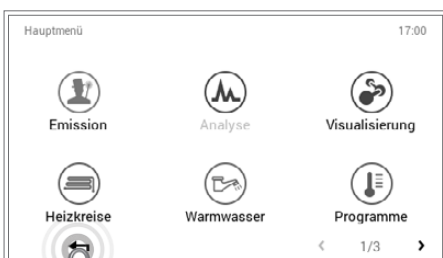 Hauptmenü 17:00
Emission Analyse Visualisierung
Heizkreise Warmwasser Programme
< 1/3 >